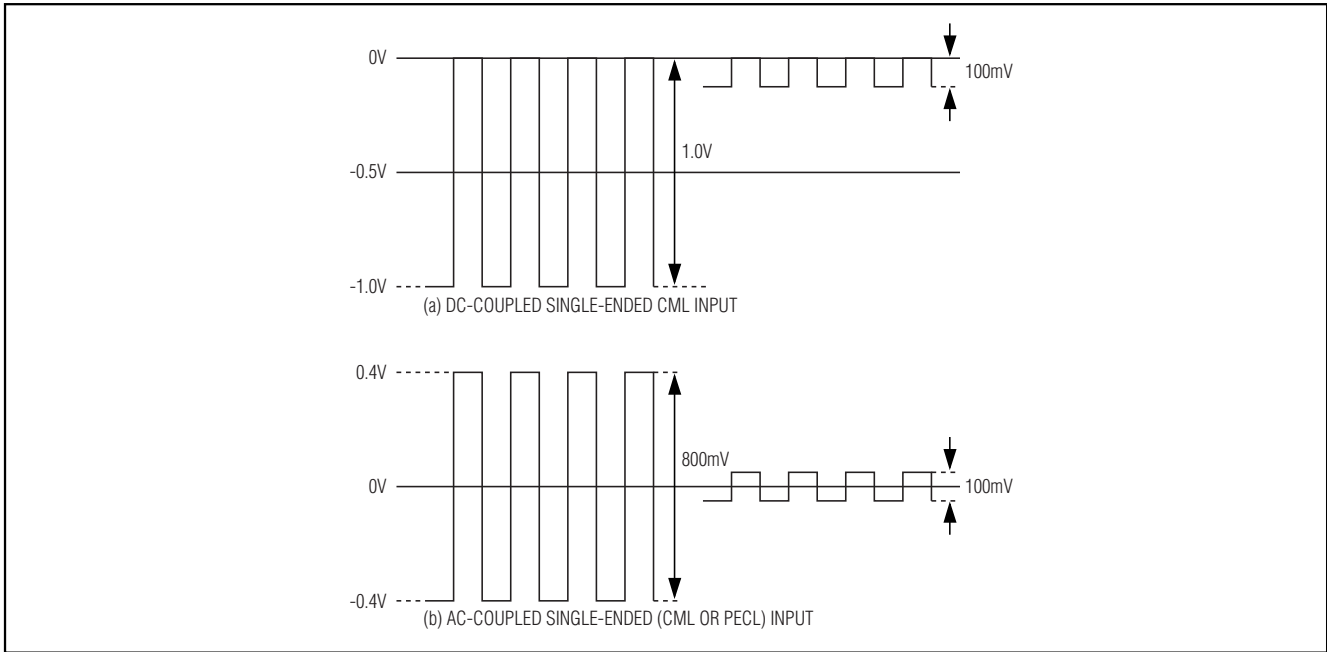 0V
100mV
1.0V
-0.5V
-1.0V
(a) DC-COUPLED SINGLE-ENDED CML INPUT
0.4V
800mV
0V
100mV
-0.4V
(b) AC-COUPLED SINGLE-ENDED (CML OR PECL) INPUT